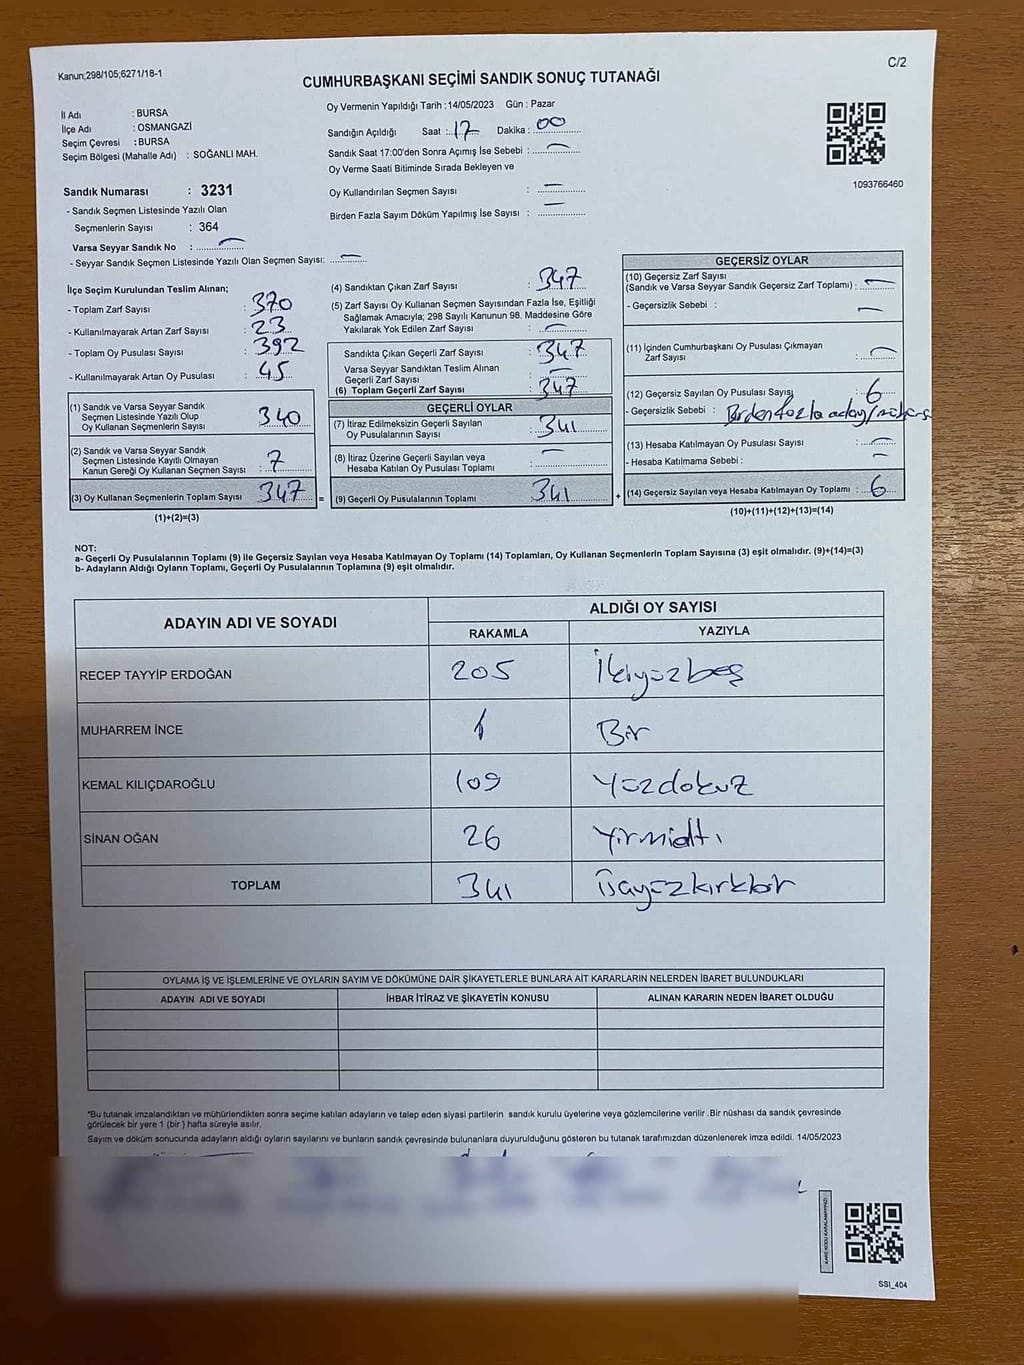 Kanun;298/105;6271/18-1
C/2
CUMHURBAŞKANI SEÇİMİ SANDIK SONUÇ TUTANAĞI
İl Adı : BURSA
İlçe Adı : OSMANGAZİ
Seçim Çevresi : BURSA
Seçim Bölgesi (Mahalle Adı) : SOĞANLI MAH.
Oy Vermenin Yapıldığı Tarih : 14/05/2023 Gün : Pazar
Sandığın Açıldığı Saat : 17 Dakika : 00
Sandık Saat 17:00'den Sonra Açımış İse Sebebi : —
Oy Verme Saati Bitiminde Sırada Bekleyen ve
Oy Kullandırılan Seçmen Sayısı : —
Birden Fazla Sayım Döküm Yapılmış İse Sayısı : —
1093766460
Sandık Numarası : 3231
- Sandık Seçmen Listesinde Yazılı Olan
Seçmenlerin Sayısı : 364
Varsa Seyyar Sandık No : —
- Seyyar Sandık Seçmen Listesinde Yazılı Olan Seçmen Sayısı: —
İlçe Seçim Kurulundan Teslim Alınan;
- Toplam Zarf Sayısı : 370
- Kullanılmayarak Artan Zarf Sayısı : 23
- Toplam Oy Pusulası Sayısı : 392
- Kullanılmayarak Artan Oy Pusulası : 45
(1) Sandık ve Varsa Seyyar Sandık
Seçmen Listesinde Yazılı Olup
Oy Kullanan Seçmenlerin Sayısı : 340
(2) Sandık ve Varsa Seyyar Sandık
Seçmen Listesinde Kayıtlı Olmayan
Kanun Gereği Oy Kullanan Seçmen Sayısı : 7
(3) Oy Kullanan Seçmenlerin Toplam Sayısı 347 =
(1)+(2)=(3)
(4) Sandıktan Çıkan Zarf Sayısı : 347
(5) Zarf Sayısı Oy Kullanan Seçmen Sayısından Fazla İse, Eşitliği
Sağlamak Amacıyla; 298 Sayılı Kanunun 98. Maddesine Göre
Yakılarak Yok Edilen Zarf Sayısı : —
Sandıkta Çıkan Geçerli Zarf Sayısı : 347
Varsa Seyyar Sandıktan Teslim Alınan
Geçerli Zarf Sayısı : —
(6) Toplam Geçerli Zarf Sayısı : 347
GEÇERLİ OYLAR
(7) İtiraz Edilmeksizin Geçerli Sayılan
Oy Pusulalarının Sayısı : 341
(8) İtiraz Üzerine Geçerli Sayılan veya
Hesaba Katılan Oy Pusulası Toplamı : —
(9) Geçerli Oy Pusulalarının Toplamı : 341 +
GEÇERSİZ OYLAR
(10) Geçersiz Zarf Sayısı
(Sandık ve Varsa Seyyar Sandık Geçersiz Zarf Toplamı) : —
- Geçersizlik Sebebi : —
(11) İçinden Cumhurbaşkanı Oy Pusulası Çıkmayan
Zarf Sayısı : —
(12) Geçersiz Sayılan Oy Pusulası Sayısı : 6
- Geçersizlik Sebebi : Birden fazla aday/mühür
(13) Hesaba Katılmayan Oy Pusulası Sayısı : —
- Hesaba Katılmama Sebebi : —
(14) Geçersiz Sayılan veya Hesaba Katılmayan Oy Toplamı : 6
(10)+(11)+(12)+(13)=(14)
NOT:
a- Geçerli Oy Pusulalarının Toplamı (9) ile Geçersiz Sayılan veya Hesaba Katılmayan Oy Toplamı (14) Toplamları, Oy Kullanan Seçmenlerin Toplam Sayısına (3) eşit olmalıdır. (9)+(14)=(3)
b- Adayların Aldığı Oyların Toplamı, Geçerli Oy Pusulalarının Toplamına (9) eşit olmalıdır.
ADAYIN ADI VE SOYADI ALDIĞI OY SAYISI
RAKAMLA YAZIYLA
RECEP TAYYİP ERDOĞAN 205 İkiyüzbeş
MUHARREM İNCE 1 Bir
KEMAL KILIÇDAROĞLU 109 Yüzdokuz
SİNAN OĞAN 26 Yirmialtı
TOPLAM 341 Üçyüzkırkbir
OYLAMA İŞ VE İŞLEMLERİNE VE OYLARIN SAYIM VE DÖKÜMÜNE DAİR ŞİKAYETLERLE BUNLARA AİT KARARLARIN NELERDEN İBARET BULUNDUKLARI
ADAYIN ADI VE SOYADI İHBAR İTİRAZ VE ŞİKAYETİN KONUSU ALINAN KARARIN NEDEN İBARET OLDUĞU
"Bu tutanak imzalandıktan ve mühürlendikten sonra seçime katılan adayların ve talep eden siyasi partilerin sandık kurulu üyelerine veya gözlemcilerine verilir .Bir nüshası da sandık çevresinde
görülecek bir yere 1 (bir ) hafta süreyle asılır.
Sayım ve döküm sonucunda adayların aldığı oyların sayılarını ve bunların sandık çevresinde bulunanlara duyurulduğunu gösteren bu tutanak tarafımızdan düzenlenerek imza edildi. 14/05/2023
SSI_404